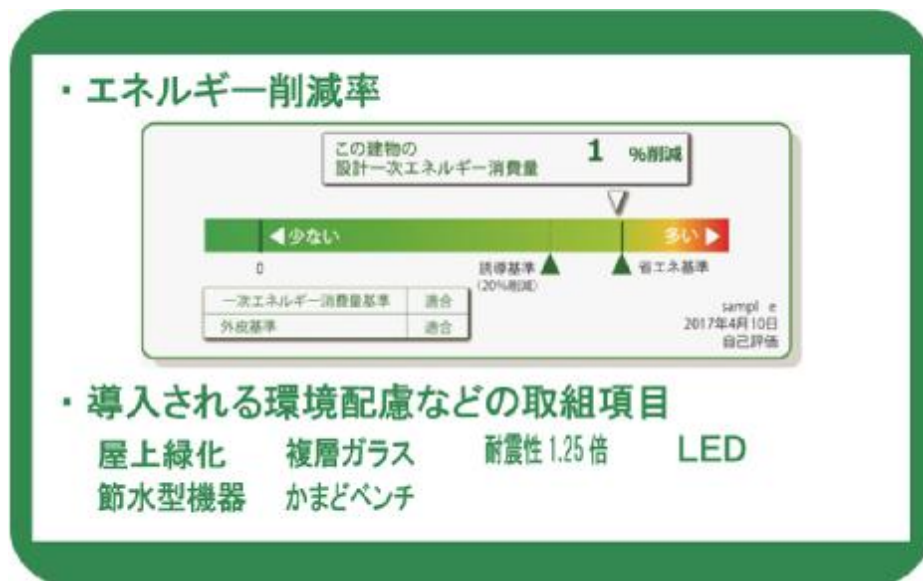 ・エネルギー削減率
この建物の
設計一次エネルギー消費量 1 %削減
◀少ない 多い▶
0 誘導基準 省エネ基準
(20%削減)
一次エネルギー消費量基準 適合
外皮基準 適合
sampl e
2017年4月10日
自己評価
・導入される環境配慮などの取組項目
屋上緑化 複層ガラス 耐震性1.25倍 LED
節水型機器 かまどベンチ